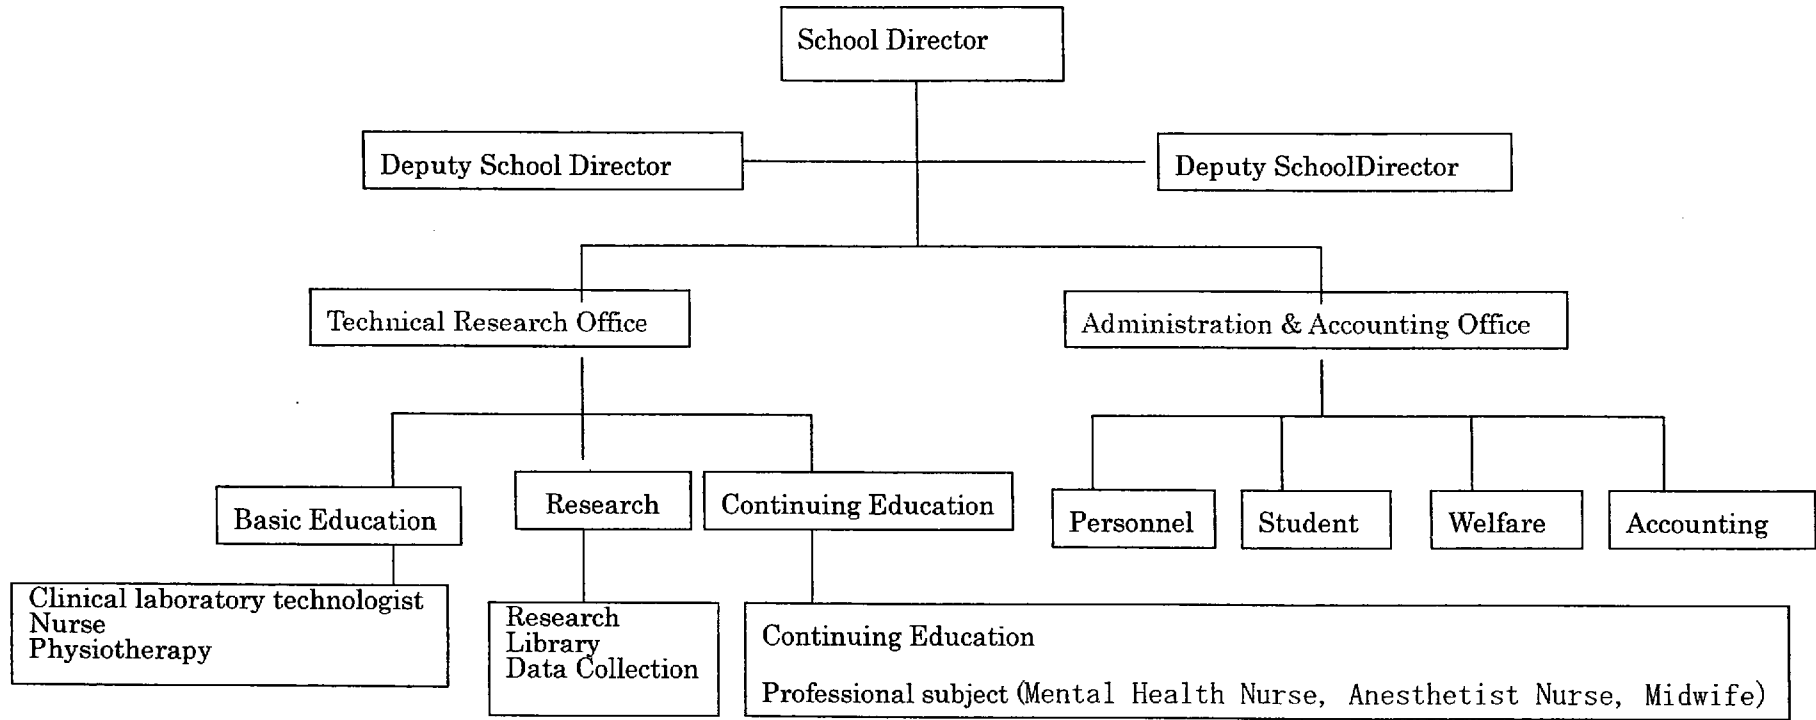 School Director
Deputy School Director
Deputy SchoolDirector
Technical Research Office
Administration & Accounting Office
Basic Education
Research
Continuing Education
Personnel
Student
Welfare
Accounting
Clinical laboratory technologist
Nurse
Physiotherapy
Research
Library
Data Collection
Continuing Education
Professional subject (Mental Health Nurse, Anesthetist Nurse, Midwife)